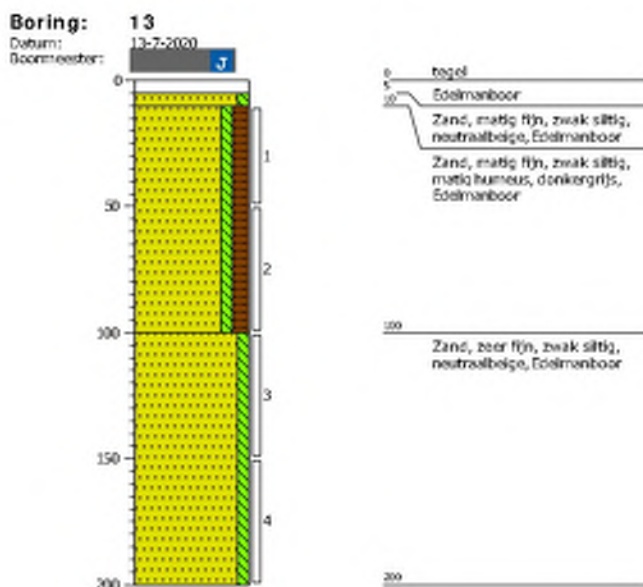 Boring: 13
Datum: 13-7-2020
Boormeester: J
0
50
100
150
200
1
2
3
4
0
tegel
5
Edelmanboor
10
Zand, matig fijn, zwak siltig,
neutraalbeige, Edelmanboor
Zand, matig fijn, zwak siltig,
matig humeus, donkergrijs,
Edelmanboor
100
Zand, zeer fijn, zwak siltig,
neutraalbeige, Edelmanboor
200